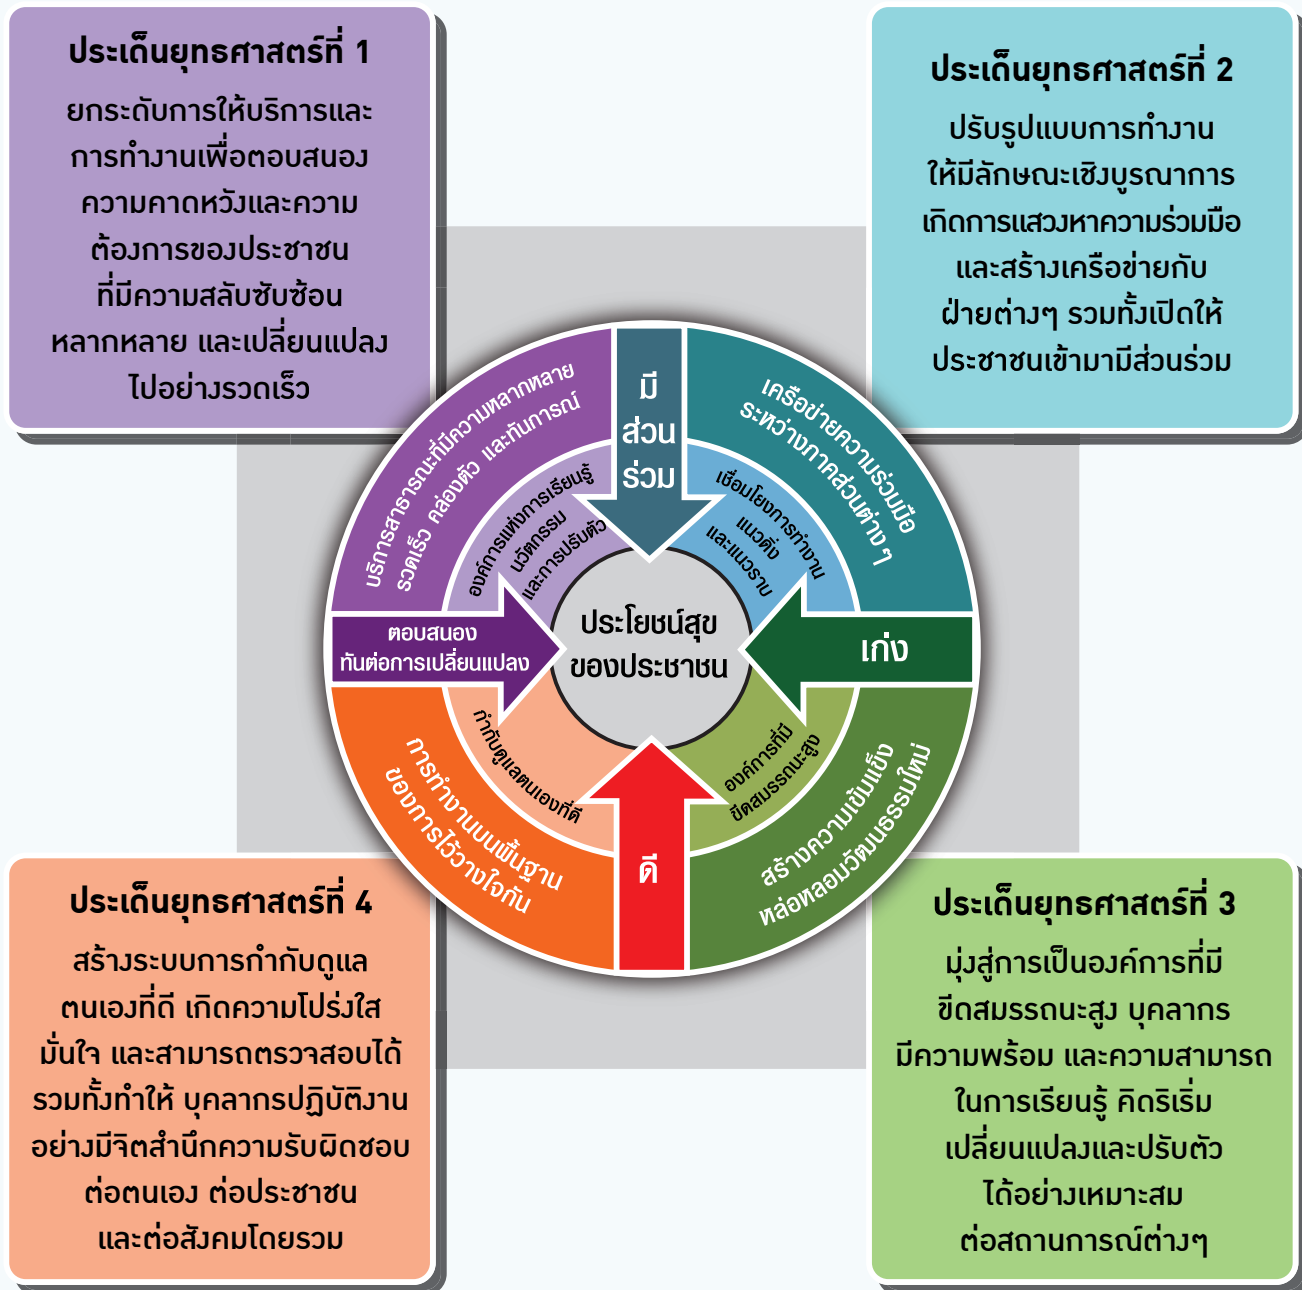 ประเด็นยุทธศาสตร์ที่ 1
ยกระดับการให้บริการและ
การทำงานเพื่อตอบสนอง
ความคาดหวังและความ
ต้องการของประชาชน
ที่มีความสลับซับซ้อน
หลากหลาย และเปลี่ยนแปลง
ไปอย่างรวดเร็ว
ประเด็นยุทธศาสตร์ที่ 2
ปรับรูปแบบการทำงาน
ให้มีลักษณะเชิงบูรณาการ
เกิดการแสวงหาความร่วมมือ
และสร้างเครือข่ายกับ
ฝ่ายต่างๆ รวมทั้งเปิดให้
ประชาชนเข้ามามีส่วนร่วม
บริการสาธารณะที่มีความหลากหลาย
รวดเร็ว คล่องตัว และทันการณ์
องค์การแห่งการเรียนรู้
นวัตกรรม
และการปรับตัว
มี
ส่วน
ร่วม
เครือข่ายความร่วมมือ
ระหว่างภาคส่วนต่าง ๆ
เชื่อมโยงการทำงาน
แนวดิ่ง
และแนวราบ
ตอบสนอง
ทันต่อการเปลี่ยนแปลง
ประโยชน์สุข
ของประชาชน
เก่ง
การทำงานบนพื้นฐาน
ของการไว้วางใจกัน
กำกับดูแลตนเองที่ดี
ดี
องค์การที่มี
ขีดสมรรถนะสูง
สร้างความเข้มแข็ง
หล่อหลอมวัฒนธรรมใหม่
ประเด็นยุทธศาสตร์ที่ 4
สร้างระบบการกำกับดูแล
ตนเองที่ดี เกิดความโปร่งใส
มั่นใจ และสามารถตรวจสอบได้
รวมทั้งทำให้ บุคลากรปฏิบัติงาน
อย่างมีจิตสำนึกความรับผิดชอบ
ต่อตนเอง ต่อประชาชน
และต่อสังคมโดยรวม
ประเด็นยุทธศาสตร์ที่ 3
มุ่งสู่การเป็นองค์การที่มี
ขีดสมรรถนะสูง บุคลากร
มีความพร้อม และความสามารถ
ในการเรียนรู้ คิดริเริ่ม
เปลี่ยนแปลงและปรับตัว
ได้อย่างเหมาะสม
ต่อสถานการณ์ต่างๆ